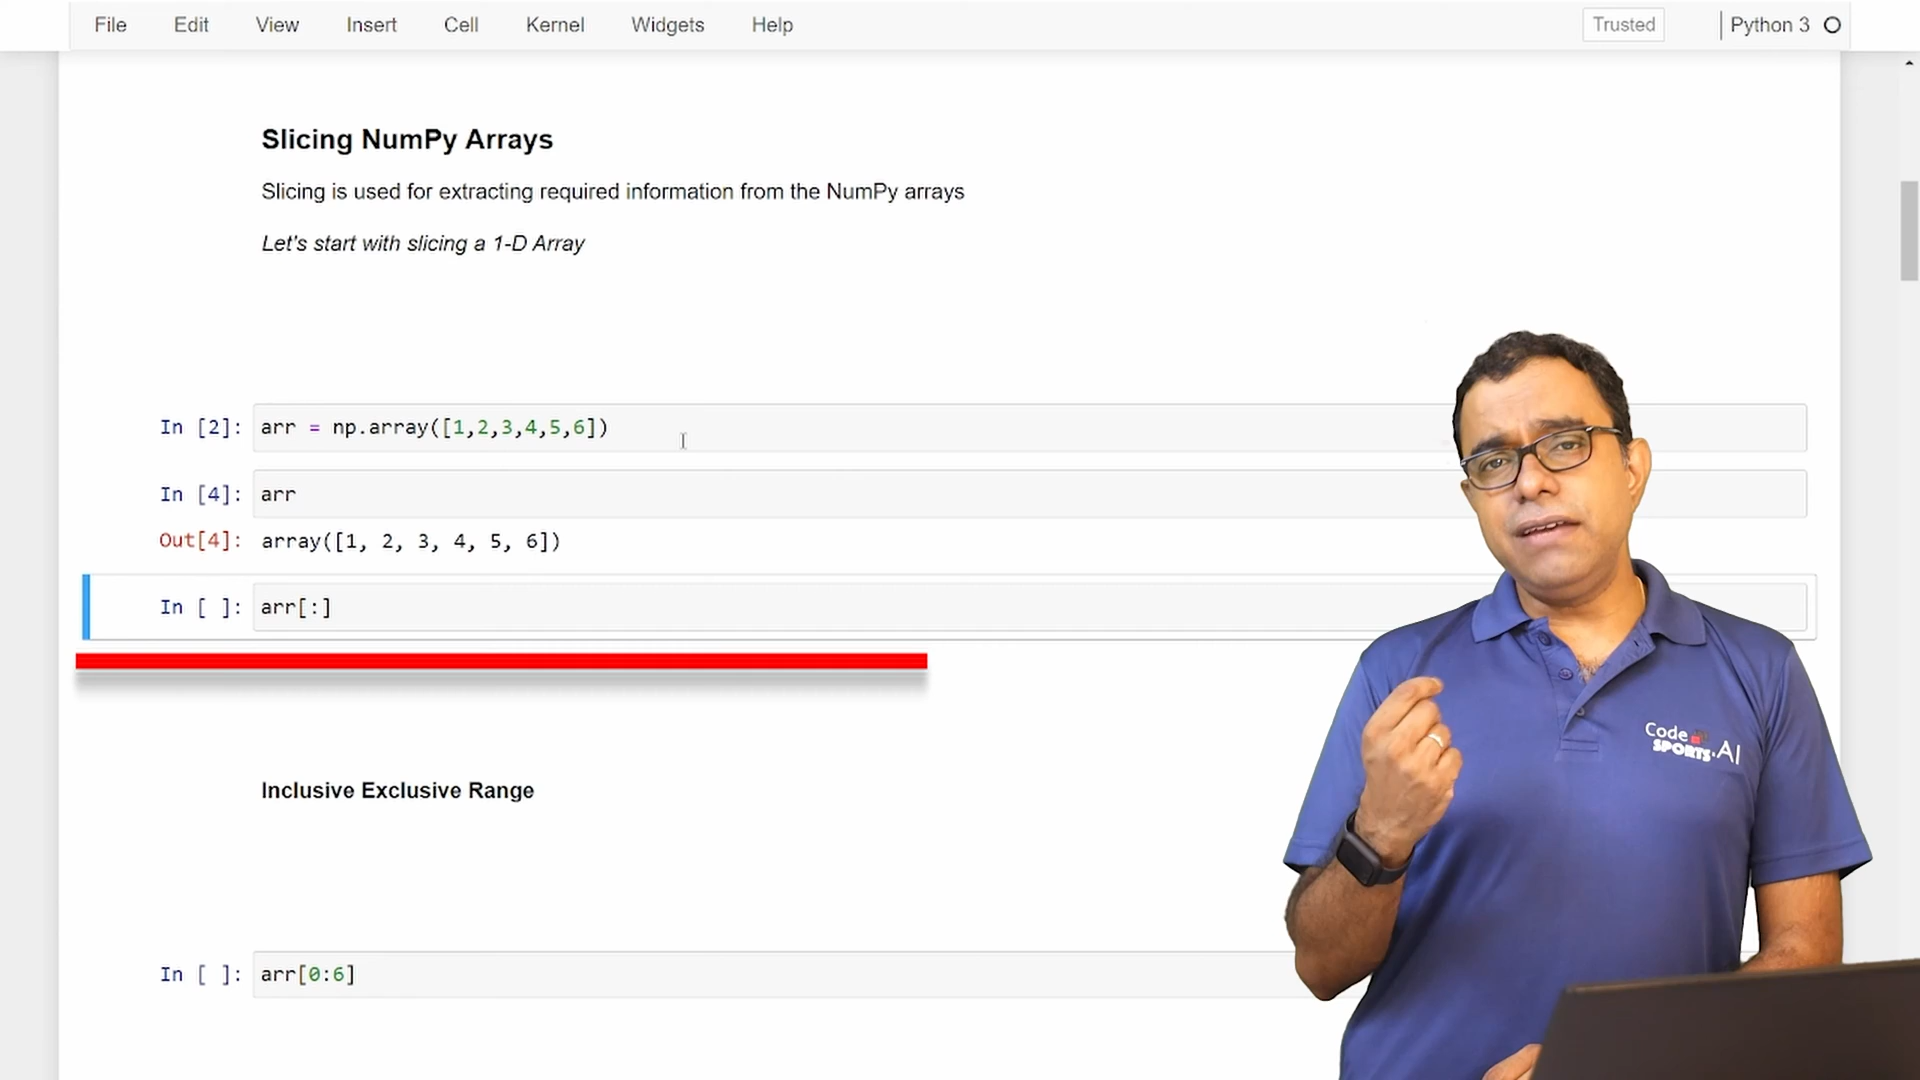 File Edit View Insert Cell Kernel Widgets Help Trusted Python 3
Slicing NumPy Arrays
Slicing is used for extracting required information from the NumPy arrays
Let's start with slicing a 1-D Array
In [2]: arr = np.array([1,2,3,4,5,6])
In [4]: arr
Out[4]: array([1, 2, 3, 4, 5, 6])
In [ ]: arr[:]
Code
SPORTS.AI
Inclusive Exclusive Range
In [ ]: arr[0:6]